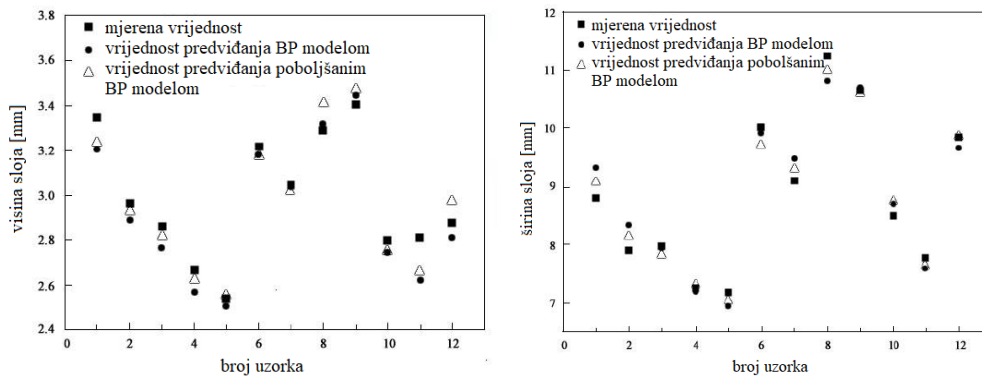 mjerena vrijednost
vrijednost predviđanja BP modelom
vrijednost predviđanja poboljšanim
BP modelom
visina sloja [mm]
3.8
3.6
3.4
3.2
3.0
2.8
2.6
2.4
0 2 4 6 8 10 12
broj uzorka
mjerena vrijednost
vrijednost predviđanja BP modelom
vrijednost predviđanja pobolšanim
BP modelom
širina sloja [mm]
12
11
10
9
8
7
0 2 4 6 8 10 12
broj uzorka